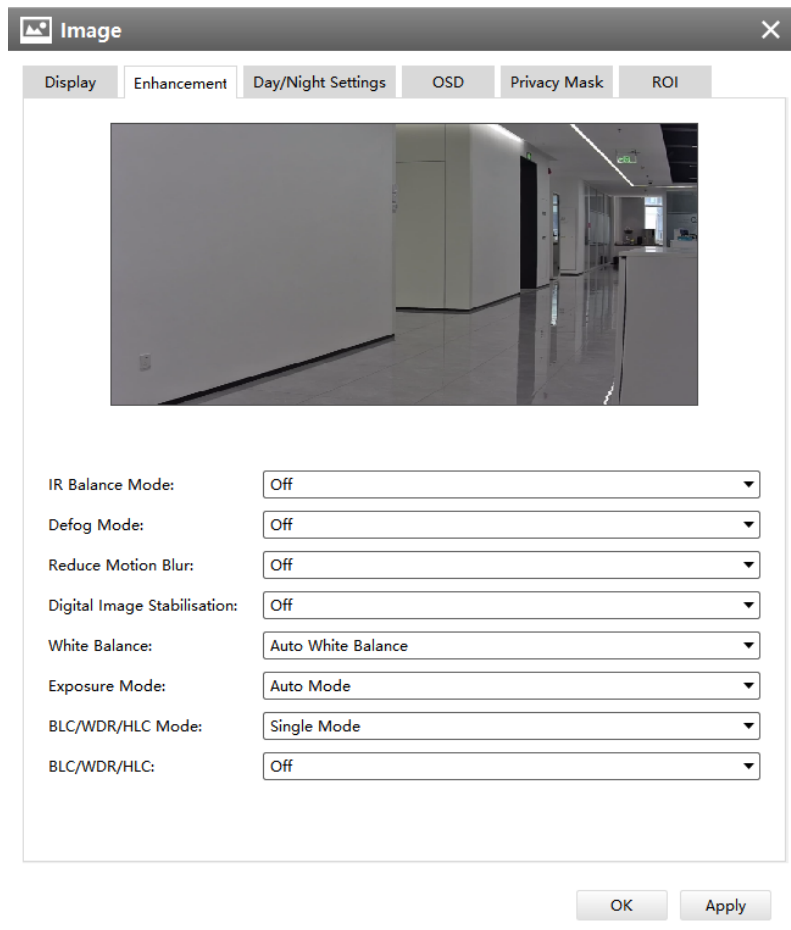 Image
Display Enhancement Day/Night Settings OSD Privacy Mask ROI
IR Balance Mode: Off
Defog Mode: Off
Reduce Motion Blur: Off
Digital Image Stabilisation: Off
White Balance: Auto White Balance
Exposure Mode: Auto Mode
BLC/WDR/HLC Mode: Single Mode
BLC/WDR/HLC: Off
OK Apply